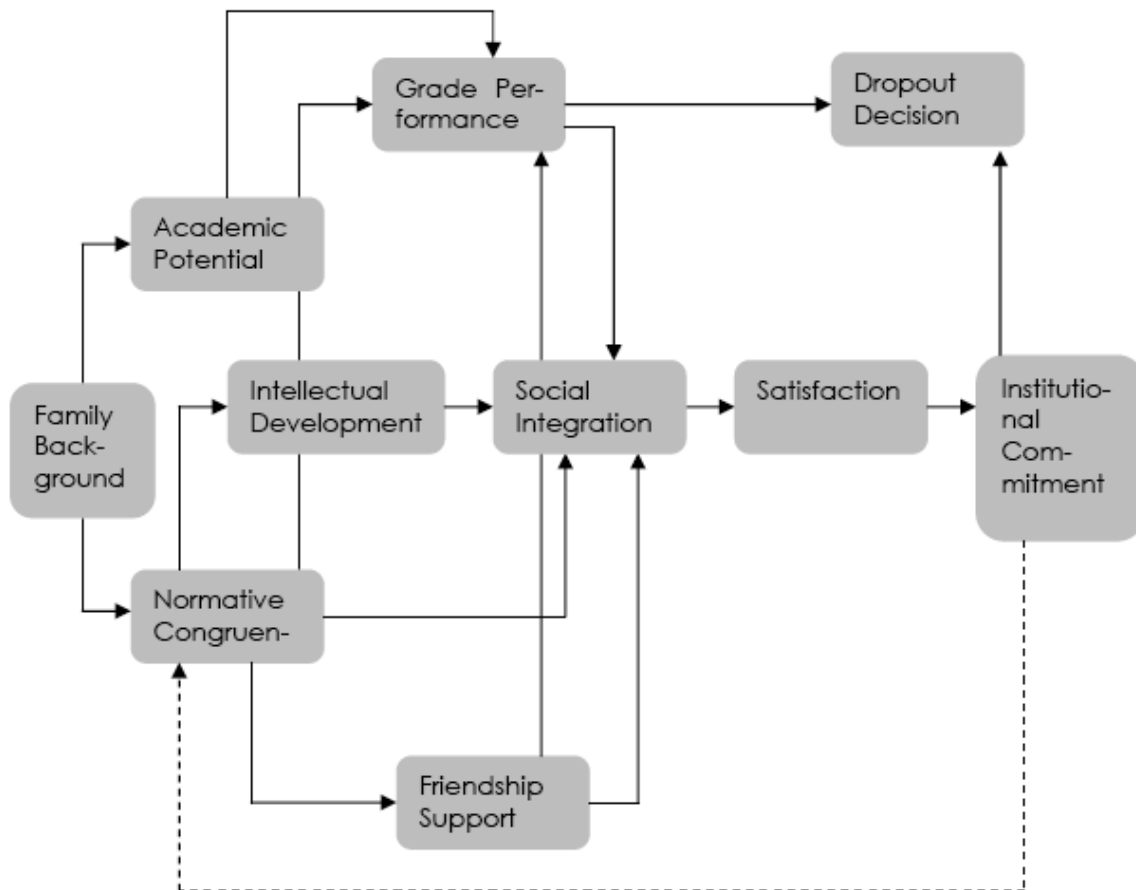 Grade Per-
formance
Dropout
Decision
Academic
Potential
Family
Back-
ground
Intellectual
Development
Social
Integration
Satisfaction
Institutio-
nal
Com-
mitment
Normative
Congruen-
Friendship
Support